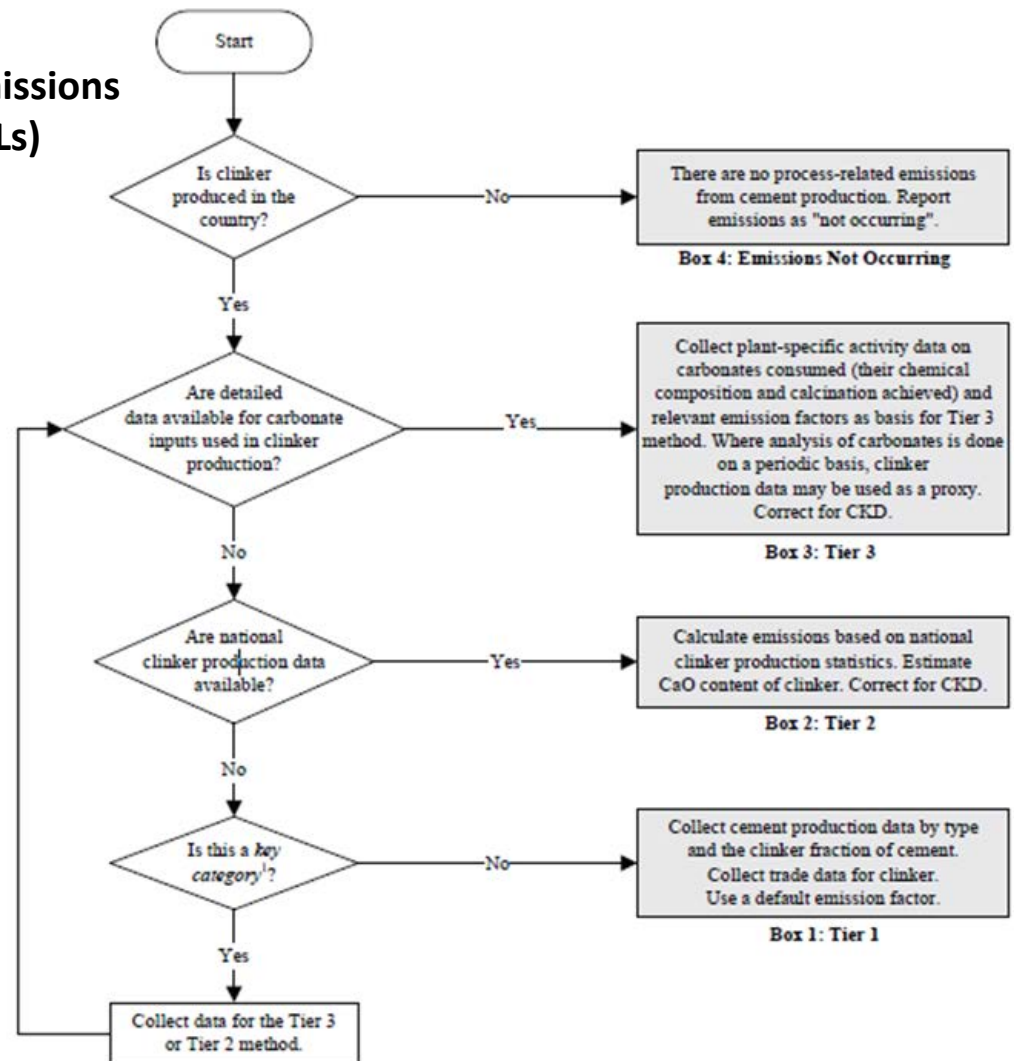 Start
nissions
Ls)
Is clinker
produced in the
country?
No
There are no process-related emissions
from cement production. Report
emissions as "not occurring".
Box 4: Emissions Not Occurring
Yes
Are detailed
data available for carbonate
inputs used in clinker
production?
Yes
Collect plant-specific activity data on
carbonates consumed (their chemical
composition and calcination achieved) and
relevant emission factors as basis for Tier 3
method. Where analysis of carbonates is done
on a periodic basis, clinker
production data may be used as a proxy.
Correct for CKD.
Box 3: Tier 3
No
Are national
clinker production data
available?
Yes
Calculate emissions based on national
clinker production statistics. Estimate
CaO content of clinker. Correct for CKD.
Box 2: Tier 2
No
Is this a key
category¹?
No
Collect cement production data by type
and the clinker fraction of cement.
Collect trade data for clinker.
Use a default emission factor.
Box 1: Tier 1
Yes
Collect data for the Tier 3
or Tier 2 method.